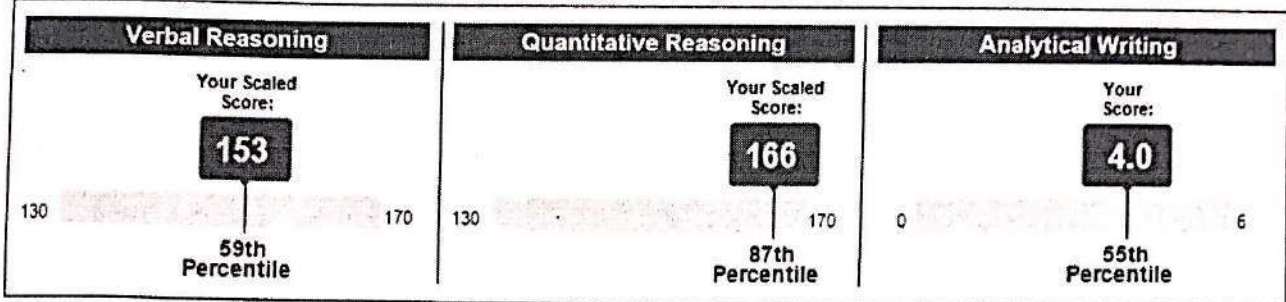 Verbal Reasoning
Your Scaled
Score:
153
130
170
59th
Percentile
Quantitative Reasoning
Your Scaled
Score:
166
130
170
87th
Percentile
Analytical Writing
Your
Score:
4.0
0
6
55th
Percentile